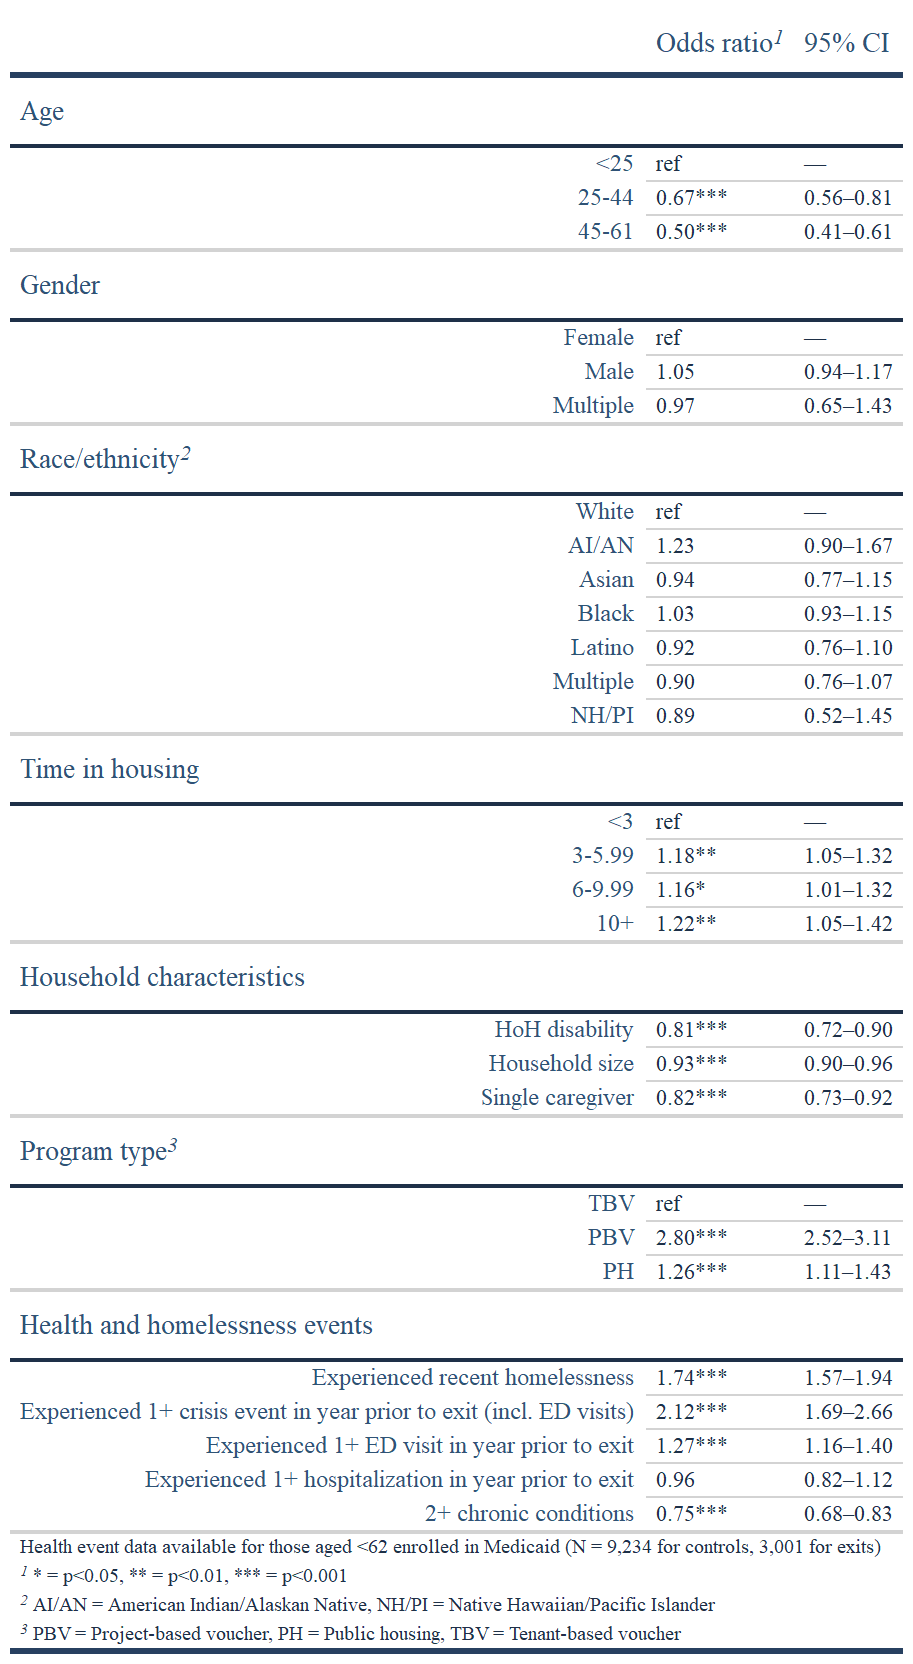 Odds ratio1 95% CI
Age
<25 ref —
25-44 0.67*** 0.56–0.81
45-61 0.50*** 0.41–0.61
Gender
Female ref —
Male 1.05 0.94–1.17
Multiple 0.97 0.65–1.43
Race/ethnicity2
White ref —
AI/AN 1.23 0.90–1.67
Asian 0.94 0.77–1.15
Black 1.03 0.93–1.15
Latino 0.92 0.76–1.10
Multiple 0.90 0.76–1.07
NH/PI 0.89 0.52–1.45
Time in housing
<3 ref —
3-5.99 1.18** 1.05–1.32
6-9.99 1.16* 1.01–1.32
10+ 1.22** 1.05–1.42
Household characteristics
HoH disability 0.81*** 0.72–0.90
Household size 0.93*** 0.90–0.96
Single caregiver 0.82*** 0.73–0.92
Program type3
TBV ref —
PBV 2.80*** 2.52–3.11
PH 1.26*** 1.11–1.43
Health and homelessness events
Experienced recent homelessness 1.74*** 1.57–1.94
Experienced 1+ crisis event in year prior to exit (incl. ED visits) 2.12*** 1.69–2.66
Experienced 1+ ED visit in year prior to exit 1.27*** 1.16–1.40
Experienced 1+ hospitalization in year prior to exit 0.96 0.82–1.12
2+ chronic conditions 0.75*** 0.68–0.83
Health event data available for those aged <62 enrolled in Medicaid (N = 9,234 for controls, 3,001 for exits)
1 * = p<0.05, ** = p<0.01, *** = p<0.001
2 AI/AN = American Indian/Alaskan Native, NH/PI = Native Hawaiian/Pacific Islander
3 PBV = Project-based voucher, PH = Public housing, TBV = Tenant-based voucher